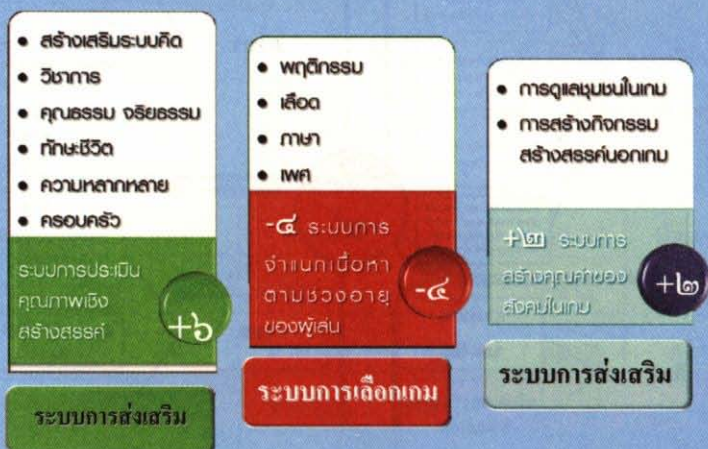 • สร้างเสริมระบบคิด
• วิชาการ
• คุณธรรม จริยธรรม
• ทักษะชีวิต
• ความหลากหลาย
• ครอบครัว
ระบบการประเมิน
คุณภาพเชิง
สร้างสรรค์
+๖
ระบบการส่งเสริม
• พฤติกรรม
• เลือด
• ภาษา
• เพศ
-๔ ระบบการ
จำแนกเนื้อหา
ตามช่วงอายุ
ของผู้เล่น
-๔
ระบบการเลือกเกม
• การดูแลชุมชนในเกม
• การสร้างกิจกรรม
สร้างสรรค์นอกเกม
+๒ ระบบการ
สร้างคุณค่าของ
สังคมในเกม
+๒
ระบบการส่งเสริม